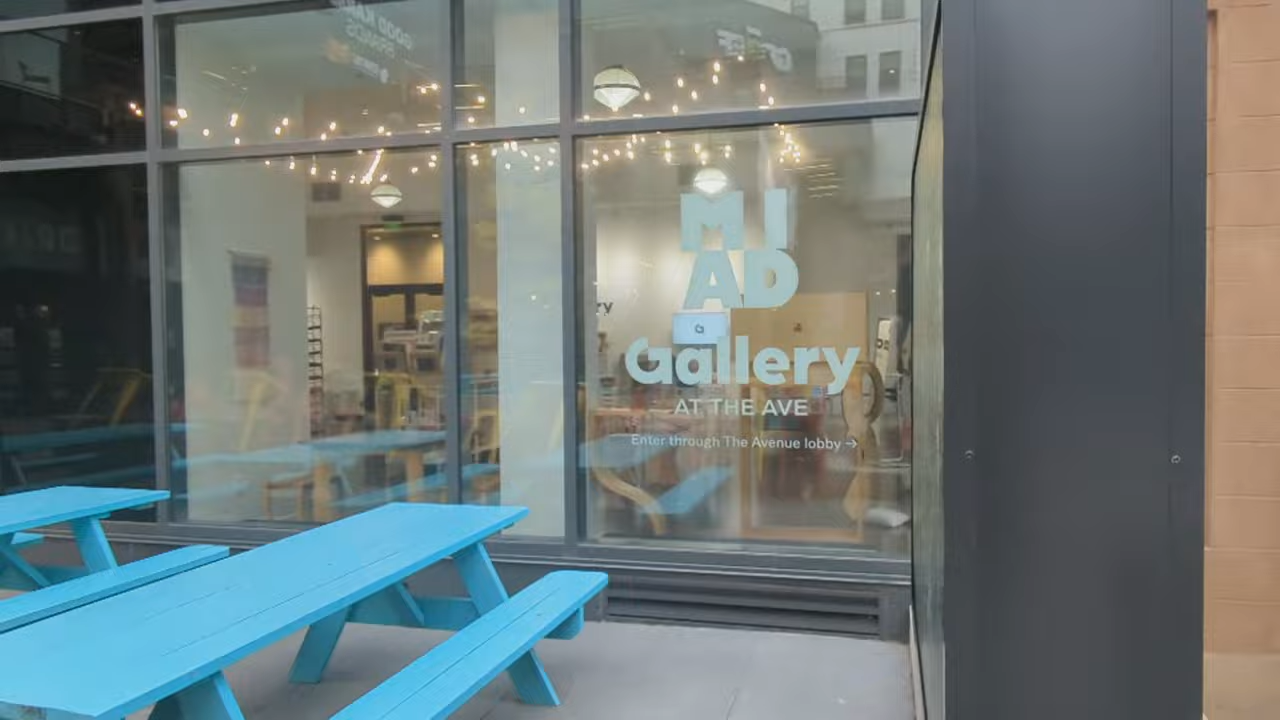 MI
AD
Gallery
AT THE AVE
Enter through The Avenue lobby →